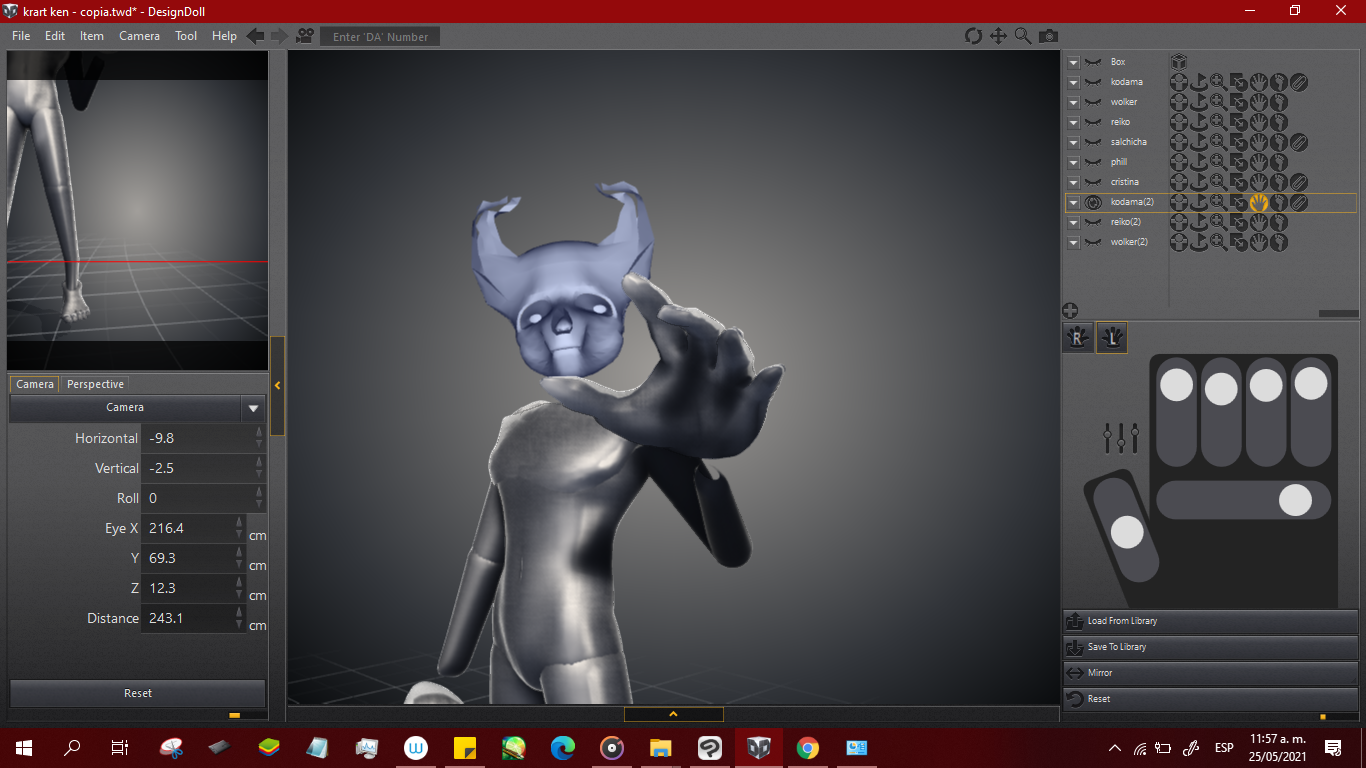 krart ken - copia.twd* - DesignDoll
File Edit Item Camera Tool Help Enter 'DA' Number
Box
kodama
wolker
reiko
salchicha
phill
cristina
kodama(2)
reiko(2)
wolker(2)
R L
Camera Perspective
Camera
Horizontal -9.8
Vertical -2.5
Roll 0
Eye X 216.4 cm
Y 69.3 cm
Z 12.3 cm
Distance 243.1 cm
Reset
Load From Library
Save To Library
Mirror
Reset
ESP
11:57 a. m.
25/05/2021